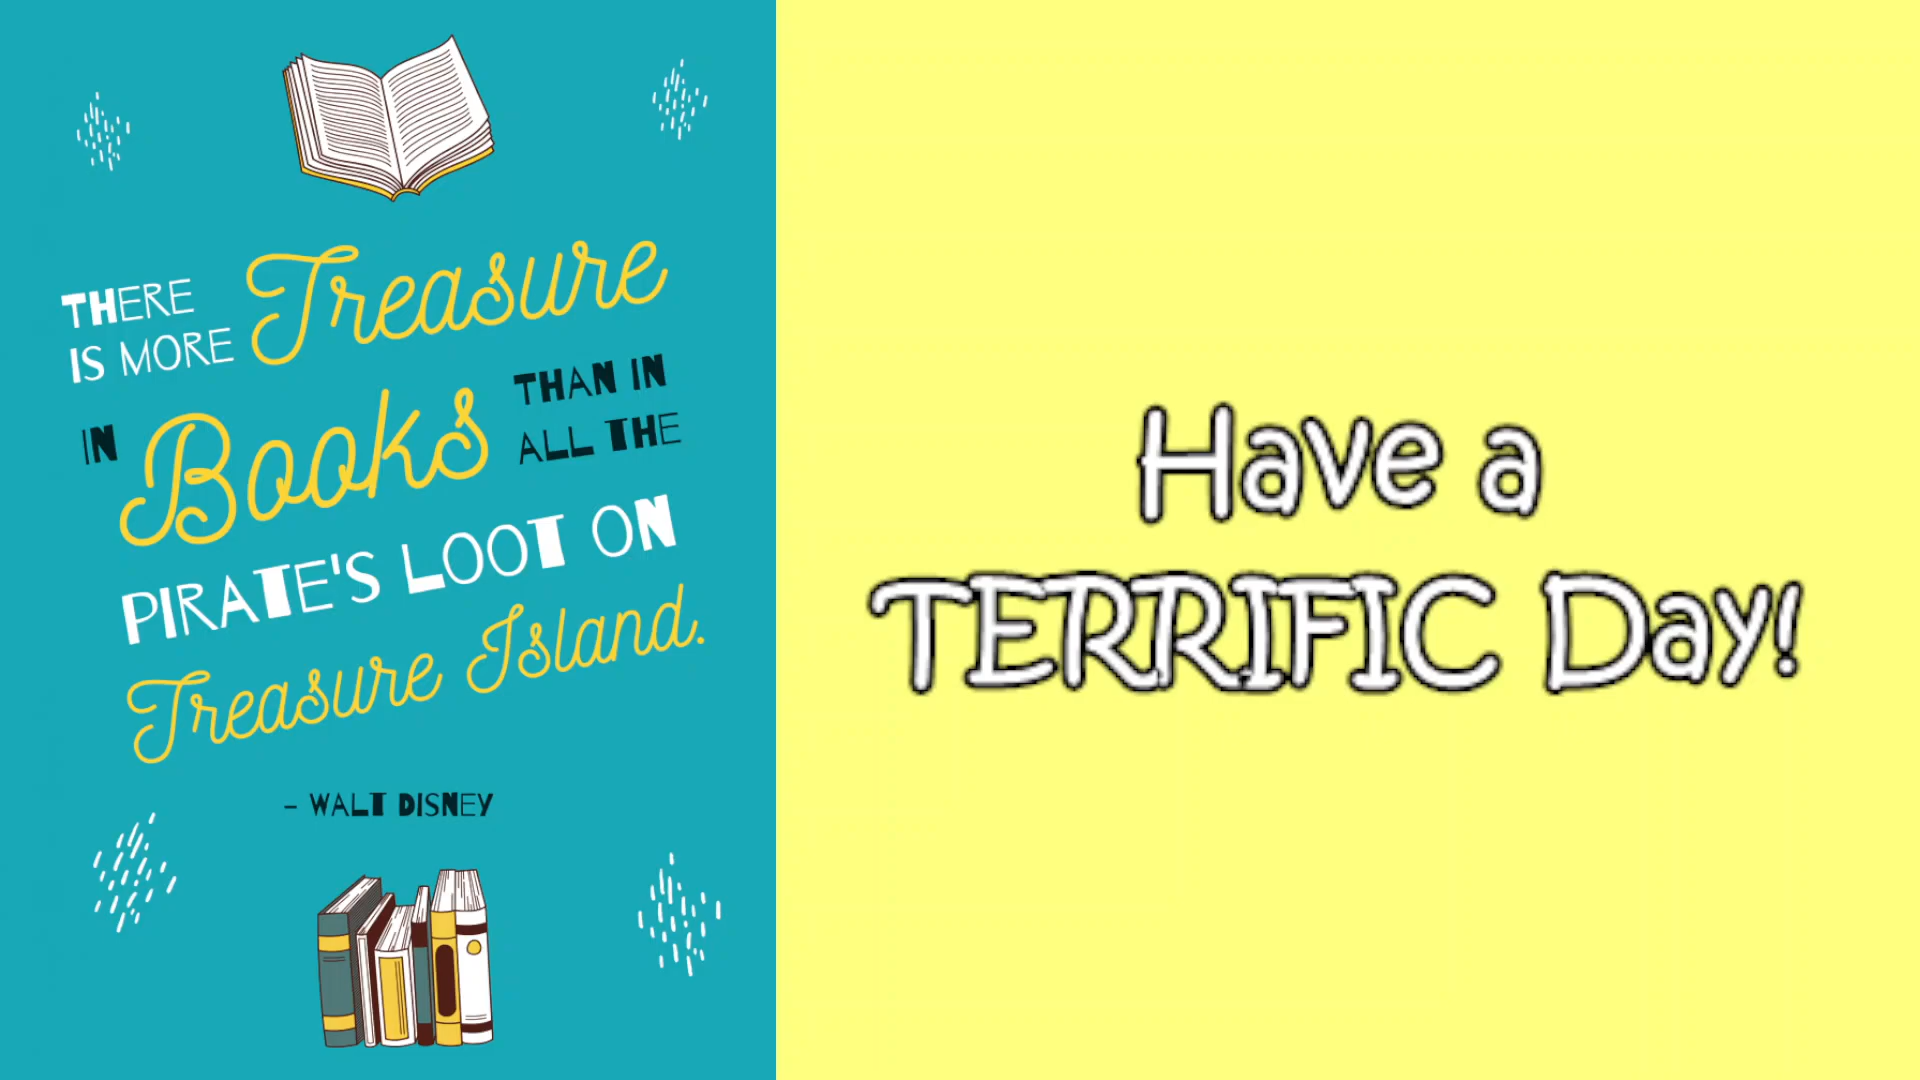 THERE
IS MORE Treasure
IN Books THAN IN
ALL THE
PIRATE'S LOOT ON
Treasure Island.
- WALT DISNEY
Have a
TERRIFIC Day!